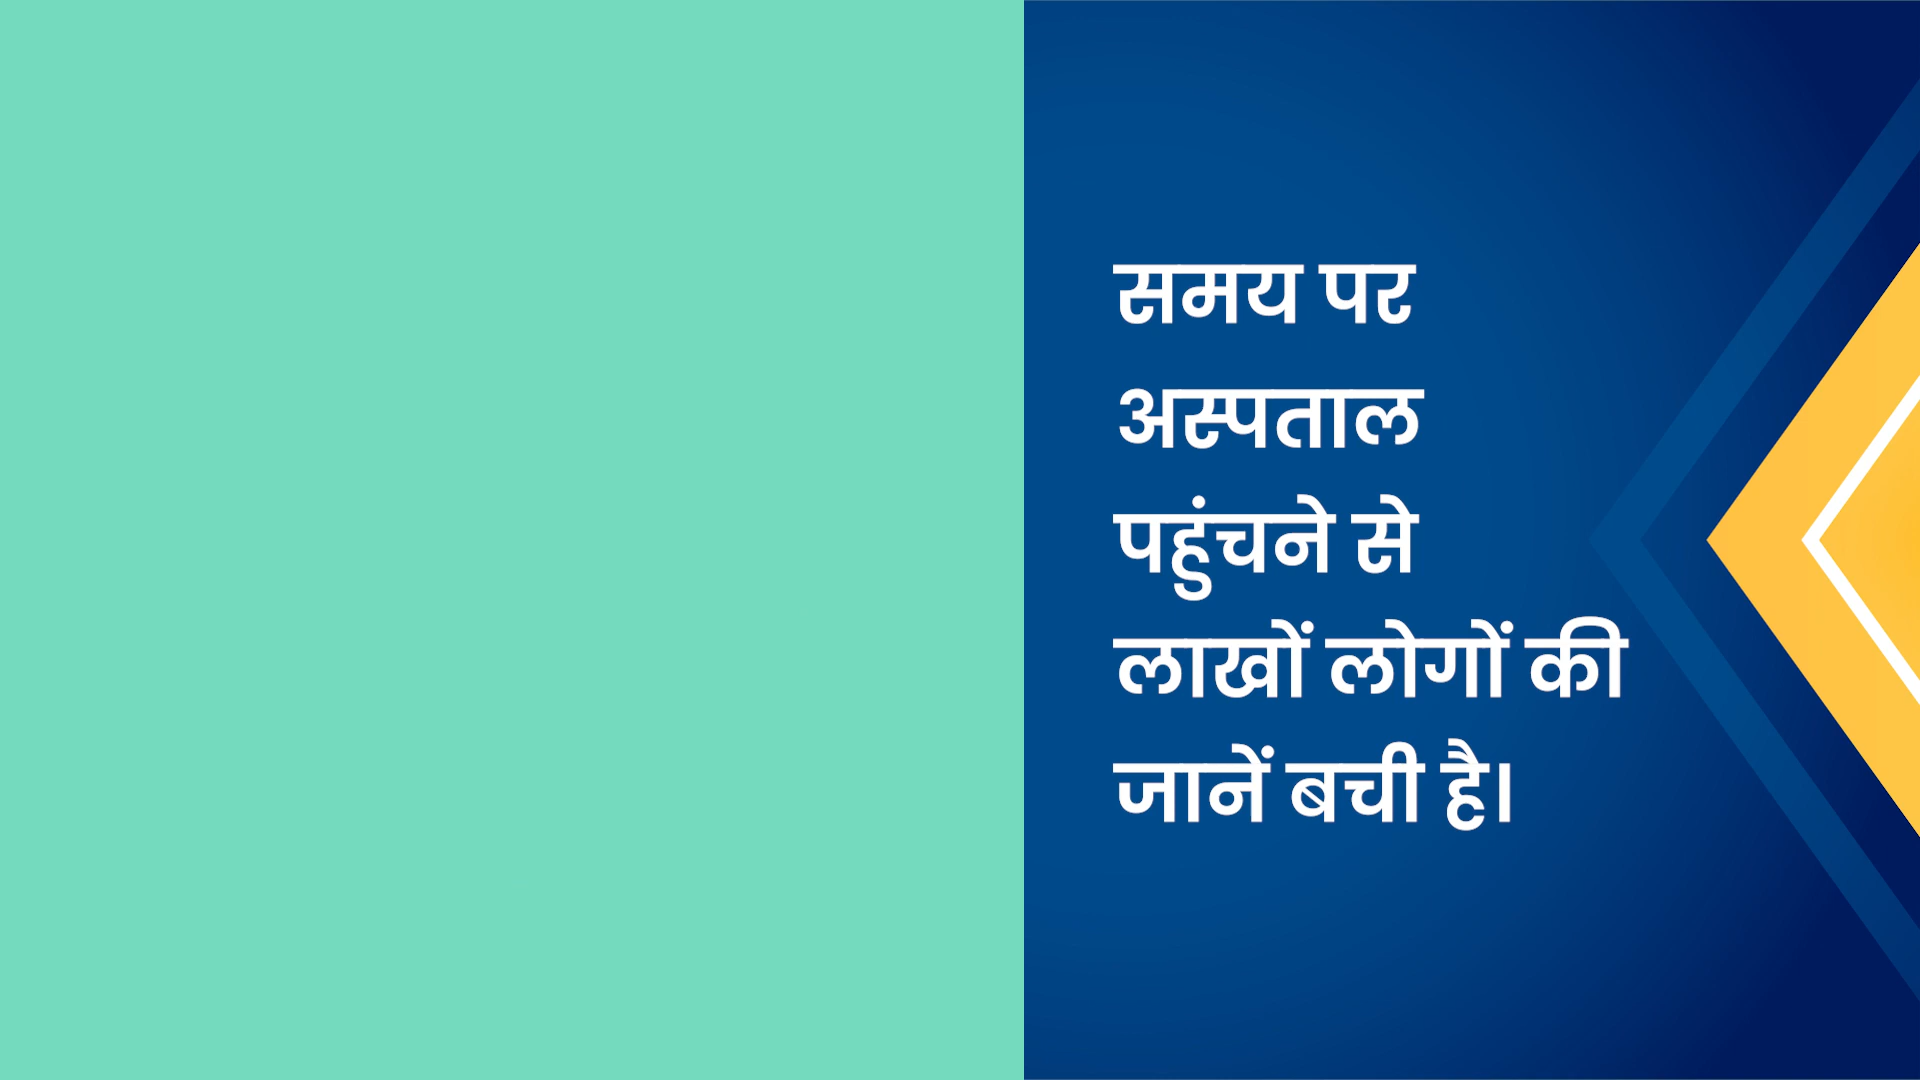 समय पर
अस्पताल
पहुंचने से
लाखों लोगों की
जानें बची है।